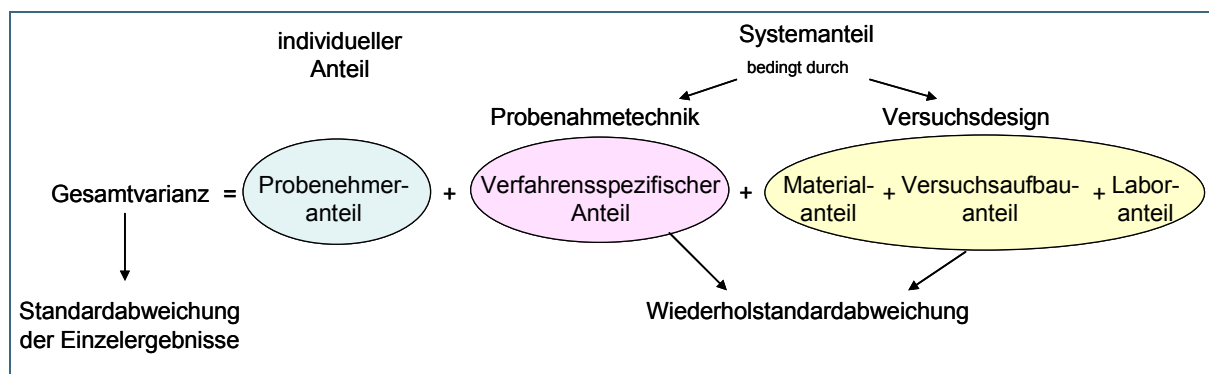 individueller
Anteil
Systemanteil
bedingt durch
Probenahmetechnik
Versuchsdesign
Gesamtvarianz =
Probenehmer-
anteil
+
Verfahrensspezifischer
Anteil
+
Material-
anteil
+
Versuchsaufbau-
anteil
+
Labor-
anteil
Standardabweichung
der Einzelergebnisse
Wiederholstandardabweichung